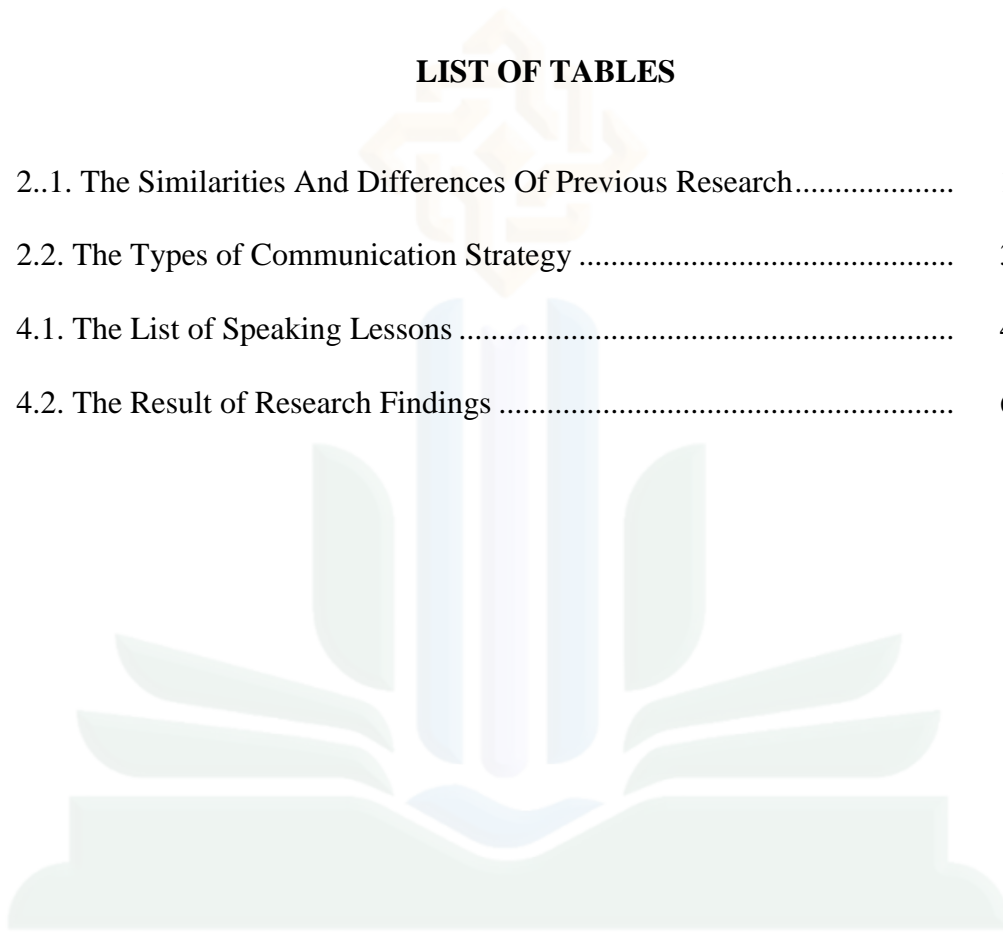 LIST OF TABLES
2..1. The Similarities And Differences Of Previous Research....................
2.2. The Types of Communication Strategy ...............................................
4.1. The List of Speaking Lessons ..............................................................
4.2. The Result of Research Findings .........................................................